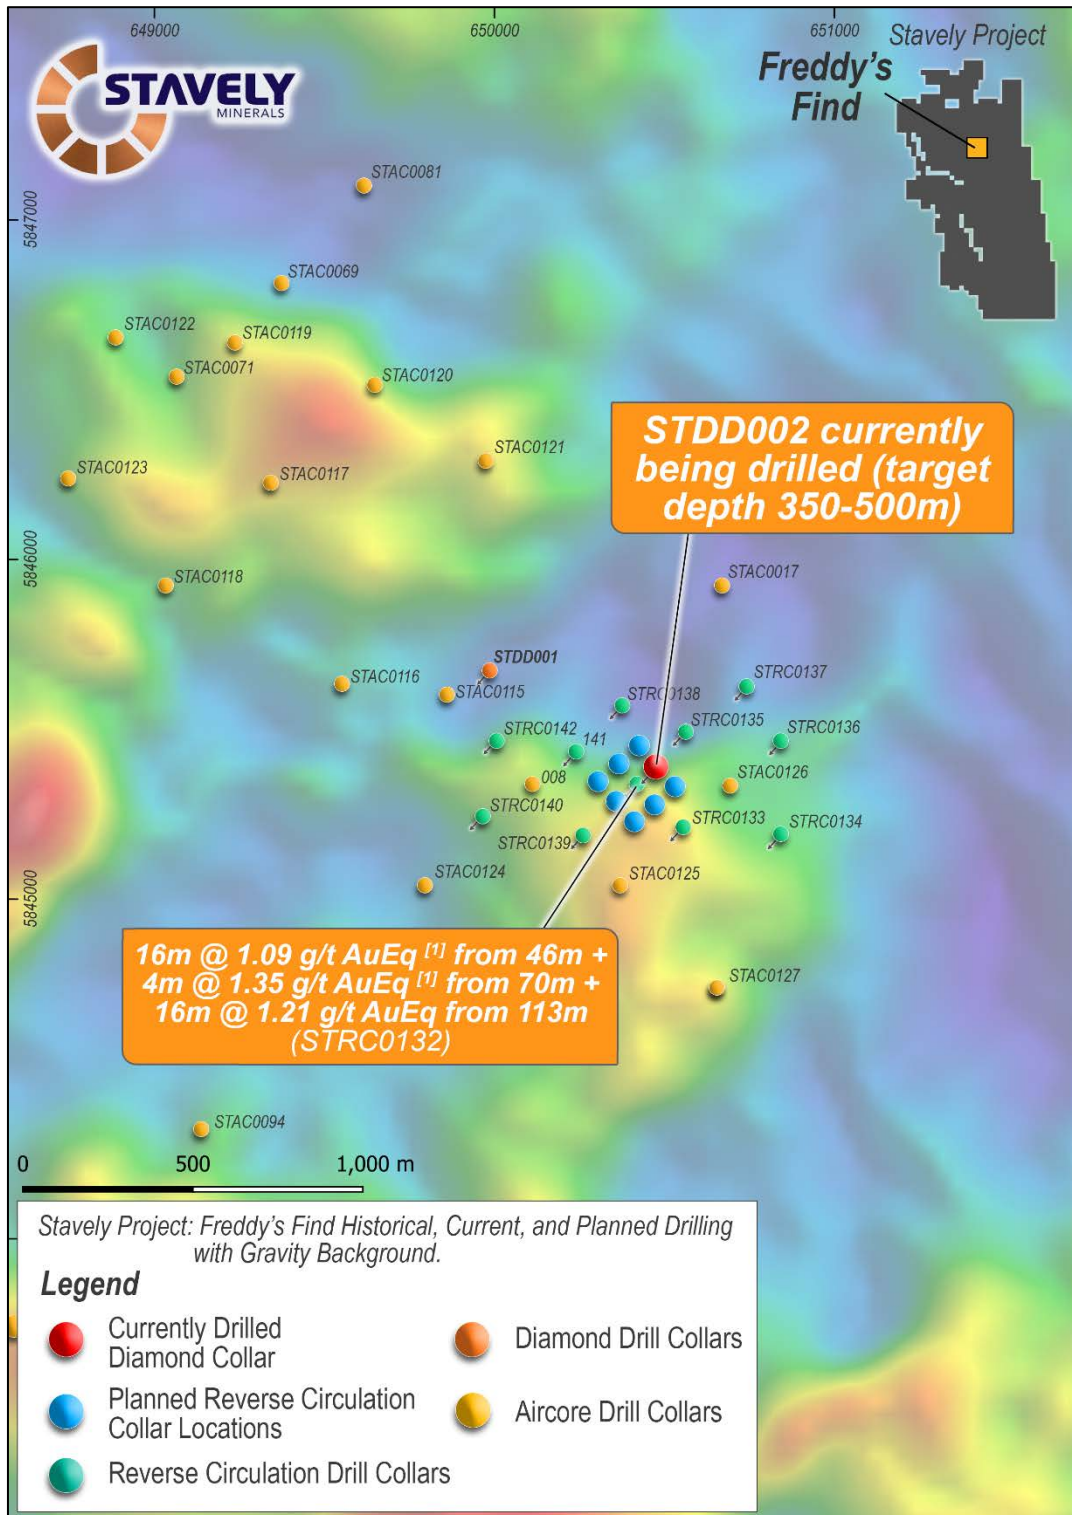 649000
650000
651000
STAVELY
MINERALS
Stavely Project
Freddy's
Find
STAC0081
5847000
STAC0069
STAC0122
STAC0119
STAC0071
STAC0120
STAC0121
STAC0123
STAC0117
STDD002 currently
being drilled (target
depth 350-500m)
5846000
STAC0118
STAC0017
STDD001
STAC0116
STAC0115
STRC0137
STRC0138
STRC0142
141
STRC0135
STRC0136
008
STAC0126
STRC0140
STRC0139
STRC0133
STRC0134
STAC0124
STAC0125
5845000
16m @ 1.09 g/t AuEq [1] from 46m +
4m @ 1.35 g/t AuEq [1] from 70m +
16m @ 1.21 g/t AuEq from 113m
(STRC0132)
STAC0127
STAC0094
0 500 1,000 m
Stavely Project: Freddy's Find Historical, Current, and Planned Drilling
with Gravity Background.
Legend
Currently Drilled
Diamond Collar
Diamond Drill Collars
Planned Reverse Circulation
Collar Locations
Aircore Drill Collars
Reverse Circulation Drill Collars